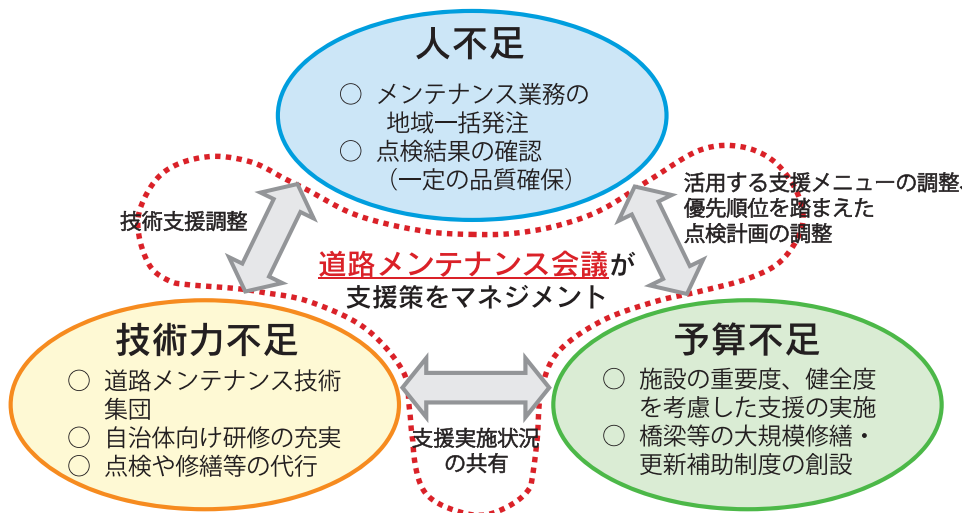 人不足
○ メンテナンス業務の
地域一括発注
○ 点検結果の確認
（一定の品質確保）
技術支援調整
活用する支援メニューの調整、
優先順位を踏まえた
点検計画の調整
道路メンテナンス会議が
支援策をマネジメント
技術力不足
○ 道路メンテナンス技術
集団
○ 自治体向け研修の充実
○ 点検や修繕等の代行
支援実施状況
の共有
予算不足
○ 施設の重要度、健全度
を考慮した支援の実施
○ 橋梁等の大規模修繕・
更新補助制度の創設